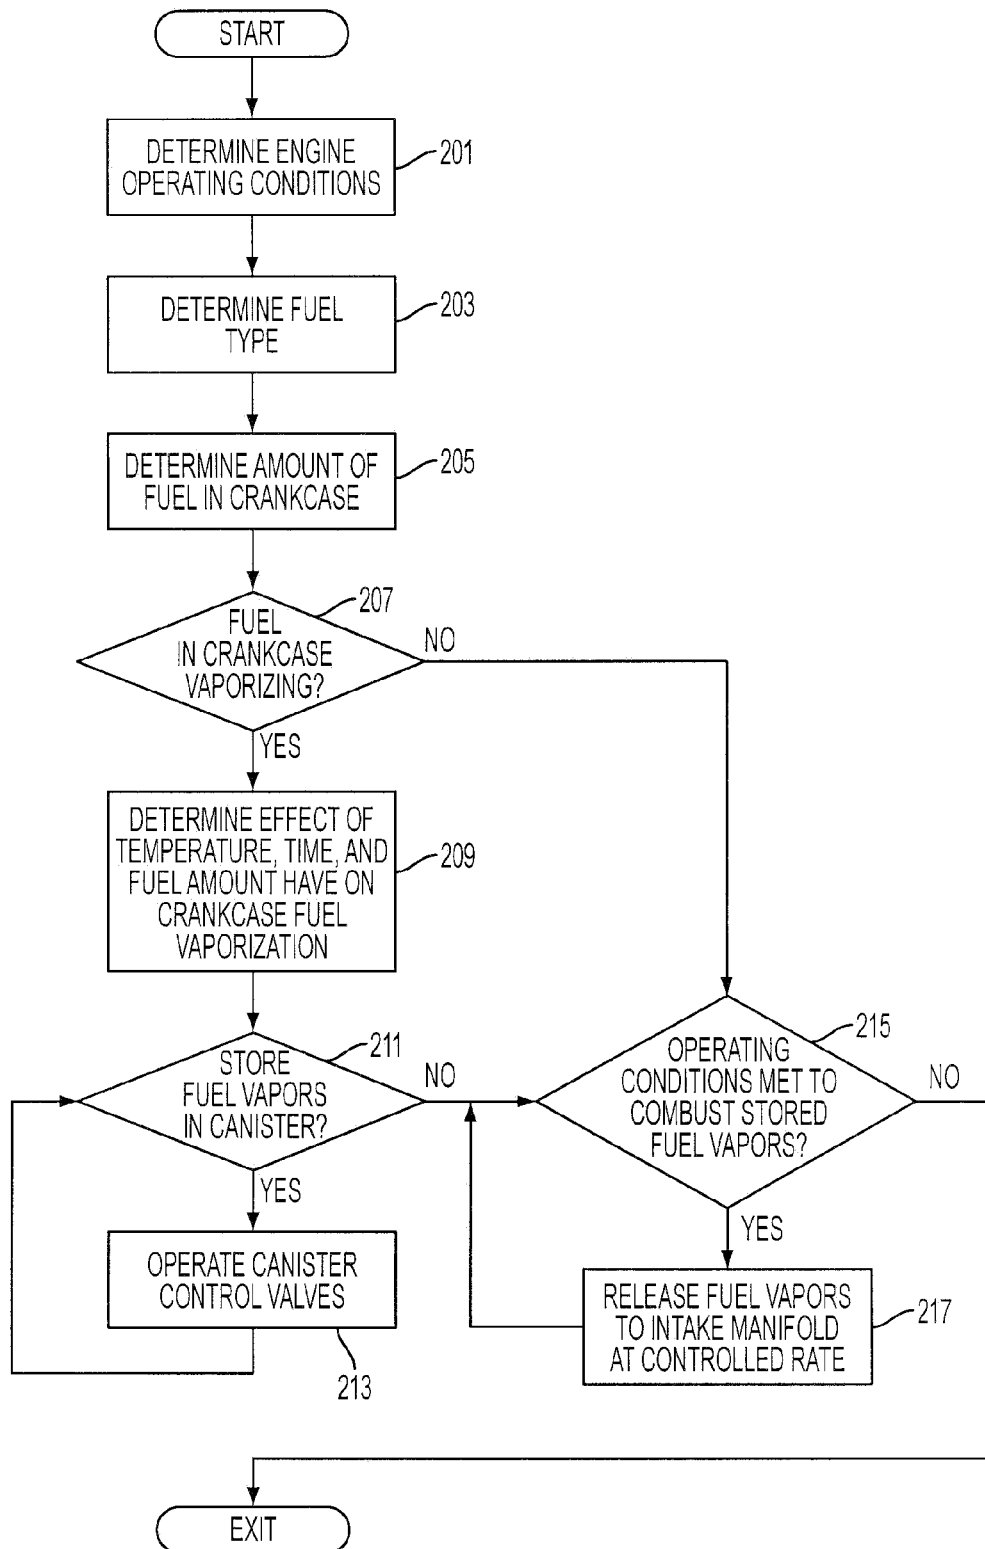 START
DETERMINE ENGINE
OPERATING CONDITIONS
201
DETERMINE FUEL
TYPE
203
DETERMINE AMOUNT OF
FUEL IN CRANKCASE
205
FUEL
IN CRANKCASE
VAPORIZING?
207
NO
YES
DETERMINE EFFECT OF
TEMPERATURE, TIME, AND
FUEL AMOUNT HAVE ON
CRANKCASE FUEL
VAPORIZATION
209
STORE
FUEL VAPORS
IN CANISTER?
211
NO
YES
OPERATE CANISTER
CONTROL VALVES
213
OPERATING
CONDITIONS MET TO
COMBUST STORED
FUEL VAPORS?
215
NO
YES
RELEASE FUEL VAPORS
TO INTAKE MANIFOLD
AT CONTROLLED RATE
217
EXIT